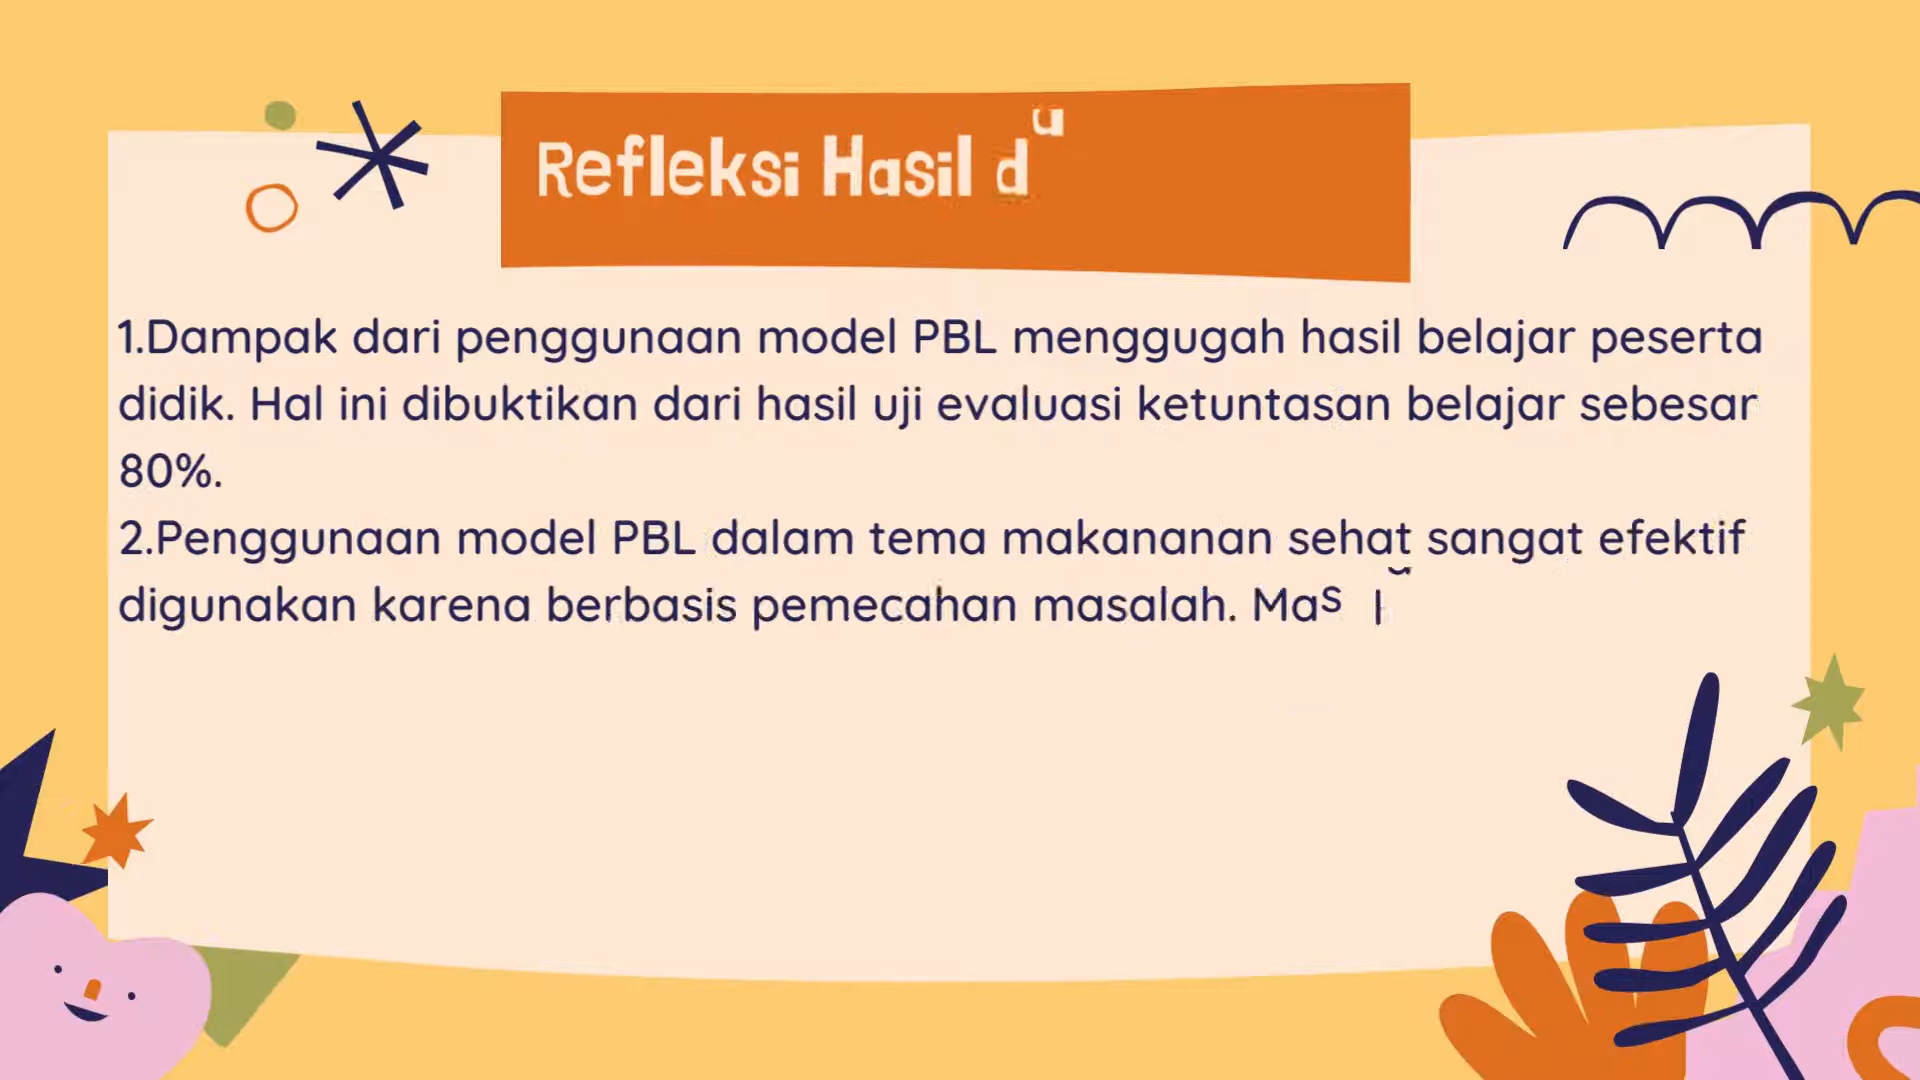 Refleksi Hasil
1.Dampak dari penggunaan model PBL menggugah hasil belajar peserta
didik. Hal ini dibuktikan dari hasil uji evaluasi ketuntasan belajar sebesar
80%.
2.Penggunaan model PBL dalam tema makananan sehat sangat efektif
digunakan karena berbasis pemecahan masalah.